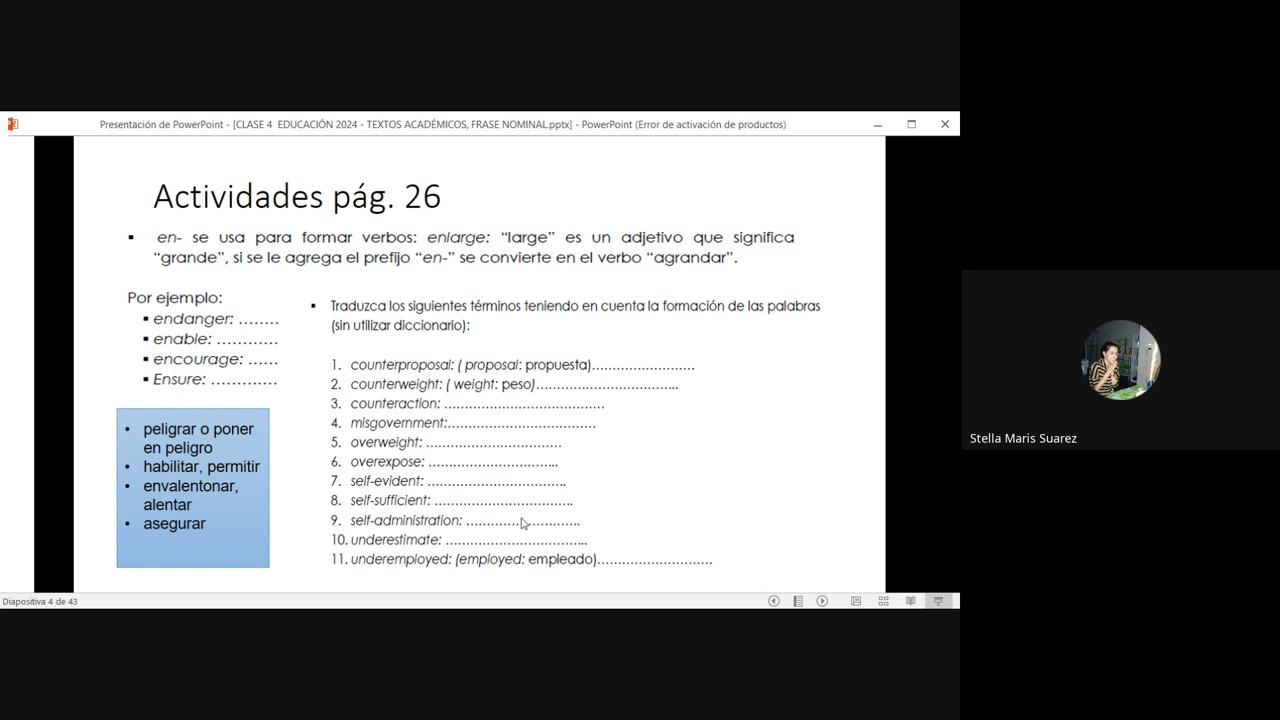 Presentación de PowerPoint - [CLASE 4 EDUCACIÓN 2024 - TEXTOS ACADÉMICOS, FRASE NOMINAL.pptx] - PowerPoint (Error de activación de productos)
Actividades pág. 26
▪ en- se usa para formar verbos: enlarge: “large” es un adjetivo que significa
“grande”, si se le agrega el prefijo “en-” se convierte en el verbo “agrandar”.
Por ejemplo:
▪ endanger: ........
▪ enable: ............
▪ encourage: ......
▪ Ensure: .............
• peligrar o poner
en peligro
• habilitar, permitir
• envalentonar,
alentar
• asegurar
▪ Traduzca los siguientes términos teniendo en cuenta la formación de las palabras
(sin utilizar diccionario):
1. counterproposal: ( proposal: propuesta)........................
2. counterweight: ( weight: peso)..................................
3. counteraction: ......................................
4. misgovernment:...................................
5. overweight: ................................
6. overexpose: ...............................
7. self-evident: .................................
8. self-sufficient: .................................
9. self-administration: ...........................
10. underestimate: ..................................
11. underemployed: (employed: empleado)...........................
Diapositiva 4 de 43
Stella Maris Suarez